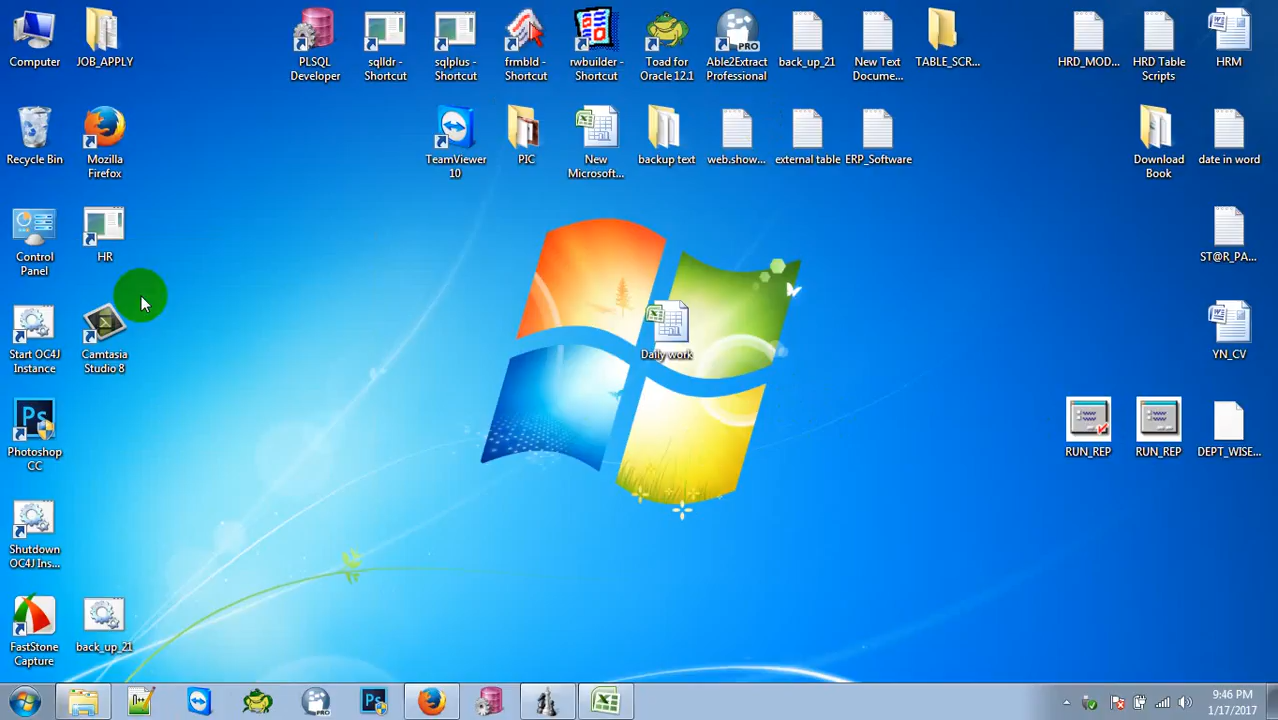 Computer
JOB_APPLY
PLSQL
Developer
sqlldr -
Shortcut
sqlplus -
Shortcut
frmbld -
Shortcut
rwbuilder -
Shortcut
Toad for
Oracle 12.1
PRO
Able2Extract
Professional
back_up_21
New Text
Docume...
TABLE_SCR...
HRD_MOD...
HRD Table
Scripts
HRM
Recycle Bin
Mozilla
Firefox
TeamViewer
10
PIC
New
Microsoft...
backup text
web.show...
external table
ERP_Software
Download
Book
date in word
Control
Panel
HR
ST@R_PA...
Start OC4J
Instance
Camtasia
Studio 8
Daily work
YN_CV
Ps
Photoshop
CC
RUN_REP
RUN_REP
DEPT_WISE...
Shutdown
OC4J Ins...
FastStone
Capture
back_up_21
PRO
Ps
9:46 PM
1/17/2017